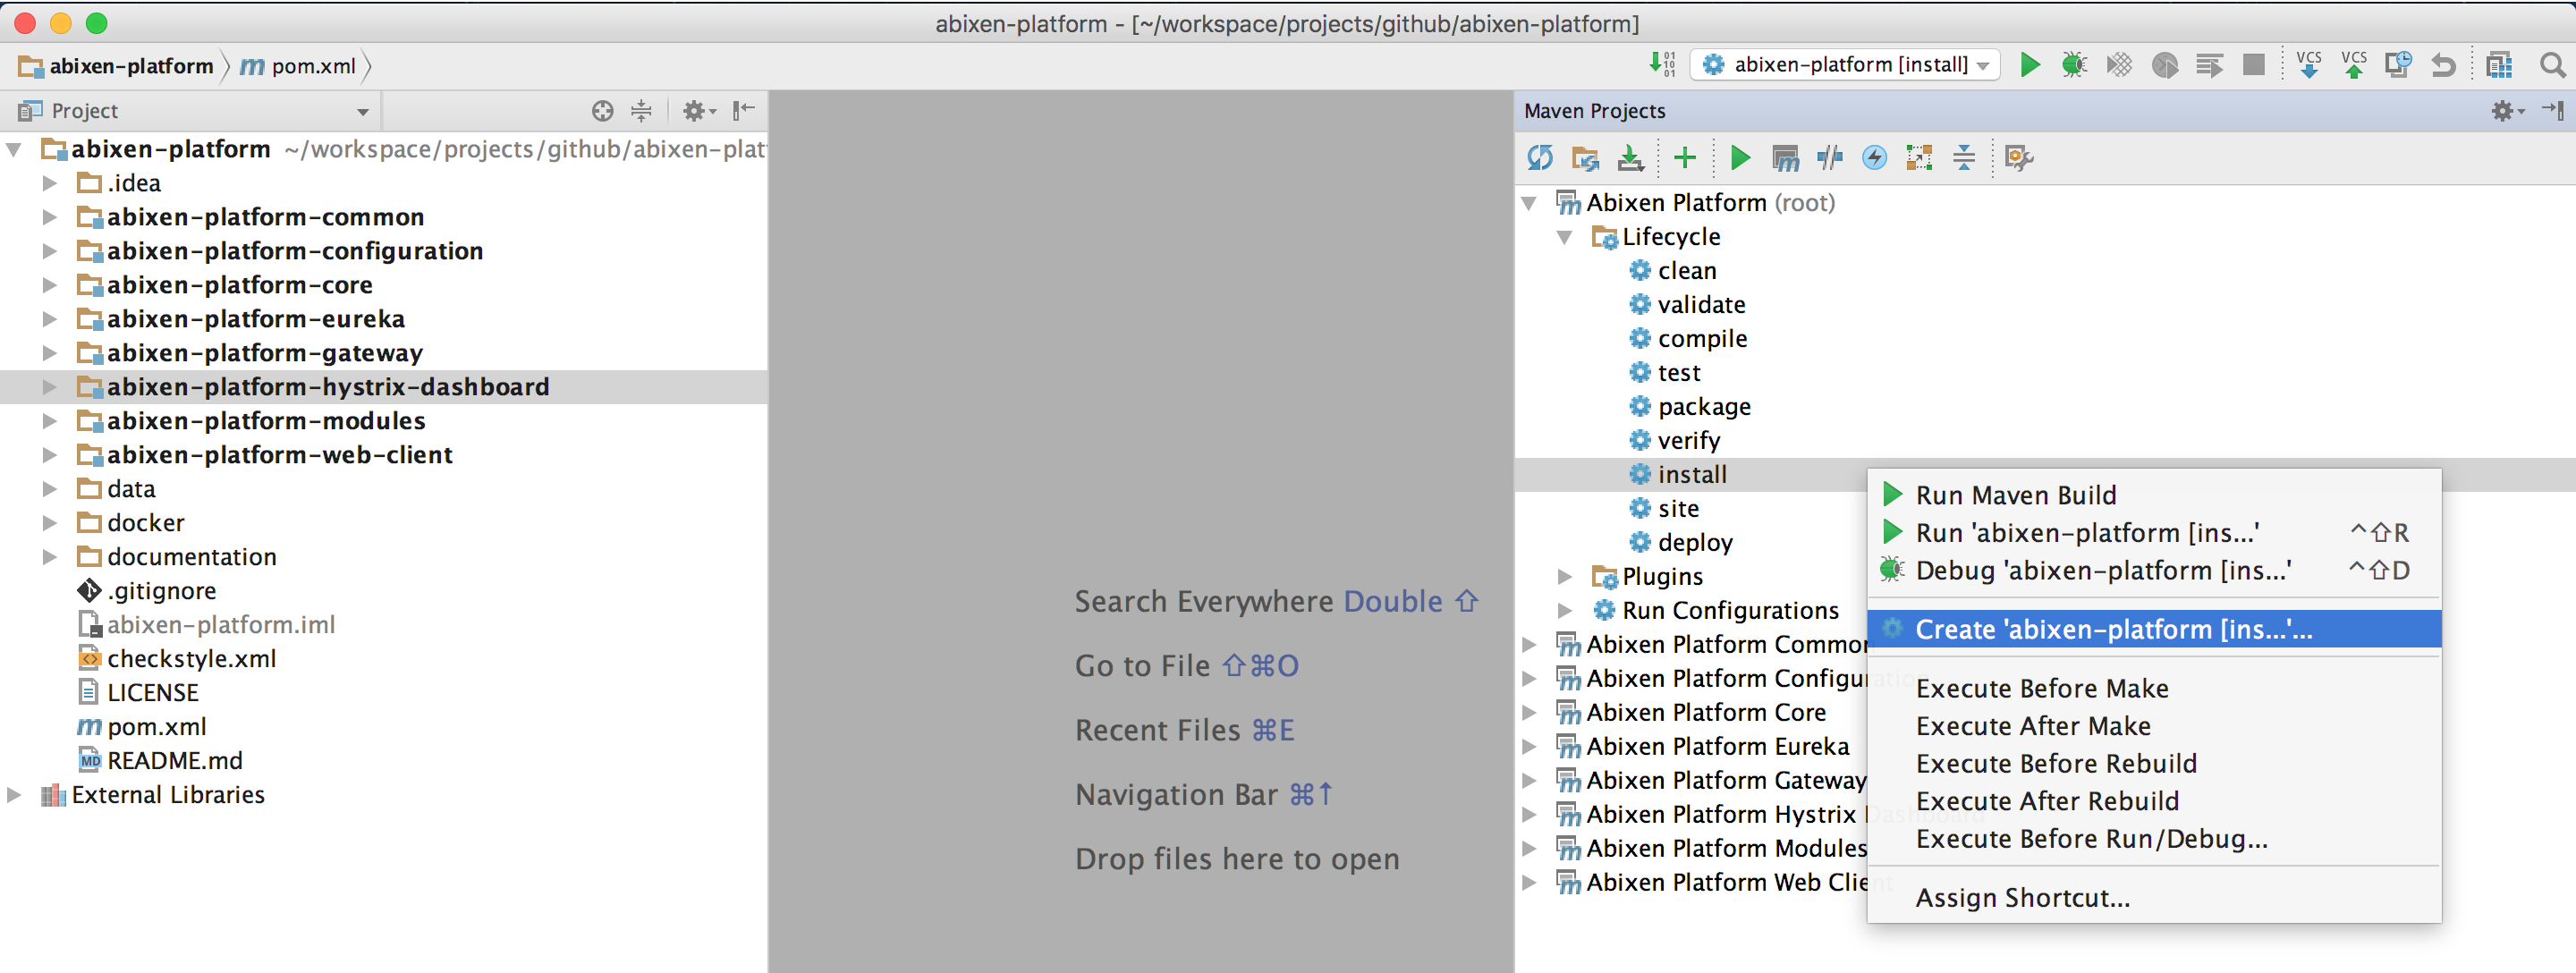 abixen-platform - [~/workspace/projects/github/abixen-platform]
abixen-platform
pom.xml
abixen-platform [install]
VCS
VCS
Project
abixen-platform ~/workspace/projects/github/abixen-plat
.idea
abixen-platform-common
abixen-platform-configuration
abixen-platform-core
abixen-platform-eureka
abixen-platform-gateway
abixen-platform-hystrix-dashboard
abixen-platform-modules
abixen-platform-web-client
data
docker
documentation
.gitignore
abixen-platform.iml
checkstyle.xml
LICENSE
pom.xml
README.md
External Libraries
Search Everywhere Double ⇧
Go to File ⇧⌘O
Recent Files ⌘E
Navigation Bar ⌘↑
Drop files here to open
Maven Projects
Abixen Platform (root)
Lifecycle
clean
validate
compile
test
package
verify
install
site
deploy
Plugins
Run Configurations
Abixen Platform Common
Abixen Platform Configuration
Abixen Platform Core
Abixen Platform Eureka
Abixen Platform Gateway
Abixen Platform Hystrix Dashboard
Abixen Platform Modules
Abixen Platform Web Client
Run Maven Build
Run 'abixen-platform [ins...' ^⇧R
Debug 'abixen-platform [ins...' ^⇧D
Create 'abixen-platform [ins...'...
Execute Before Make
Execute After Make
Execute Before Rebuild
Execute After Rebuild
Execute Before Run/Debug...
Assign Shortcut...